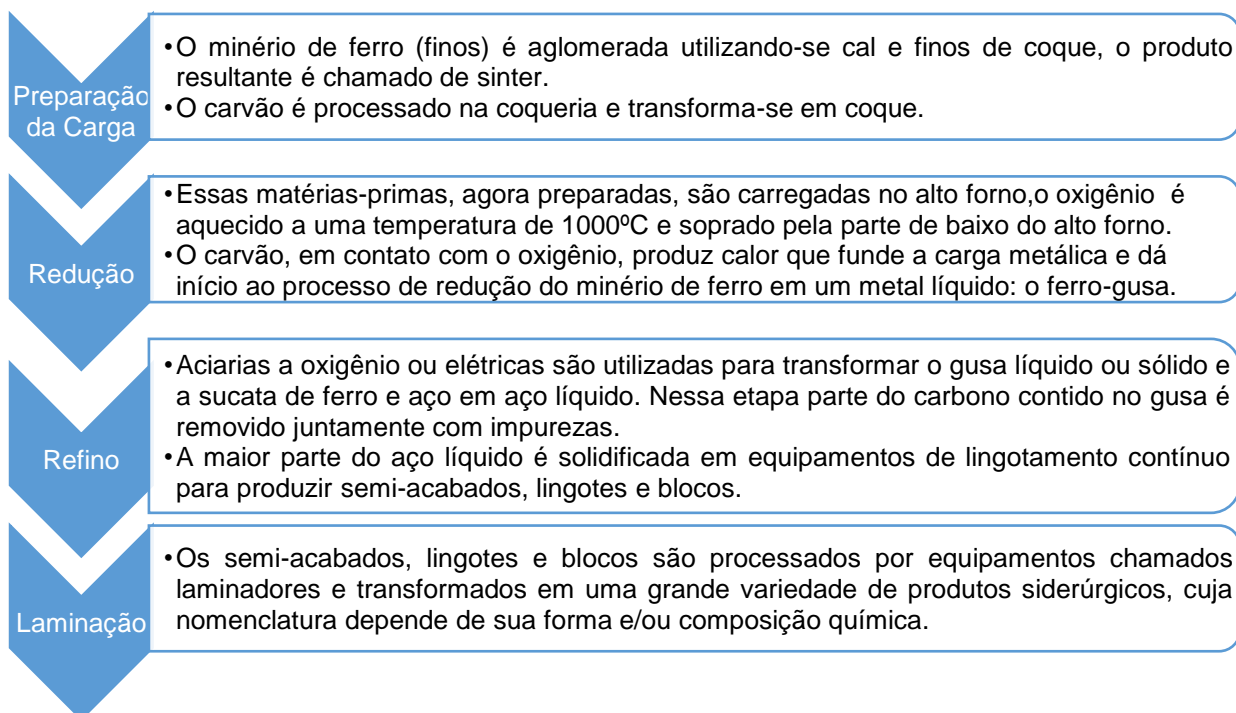 Preparação
da Carga
•O minério de ferro (finos) é aglomerada utilizando-se cal e finos de coque, o produto
resultante é chamado de sinter.
•O carvão é processado na coqueria e transforma-se em coque.
Redução
•Essas matérias-primas, agora preparadas, são carregadas no alto forno,o oxigênio é
aquecido a uma temperatura de 1000ºC e soprado pela parte de baixo do alto forno.
•O carvão, em contato com o oxigênio, produz calor que funde a carga metálica e dá
início ao processo de redução do minério de ferro em um metal líquido: o ferro-gusa.
Refino
•Aciarias a oxigênio ou elétricas são utilizadas para transformar o gusa líquido ou sólido e
a sucata de ferro e aço em aço líquido. Nessa etapa parte do carbono contido no gusa é
removido juntamente com impurezas.
•A maior parte do aço líquido é solidificada em equipamentos de lingotamento contínuo
para produzir semi-acabados, lingotes e blocos.
Laminação
•Os semi-acabados, lingotes e blocos são processados por equipamentos chamados
laminadores e transformados em uma grande variedade de produtos siderúrgicos, cuja
nomenclatura depende de sua forma e/ou composição química.